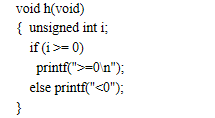 void h(void)
{ unsigned int i;
if (i >= 0)
printf(">=0\n");
else printf("<0");
}